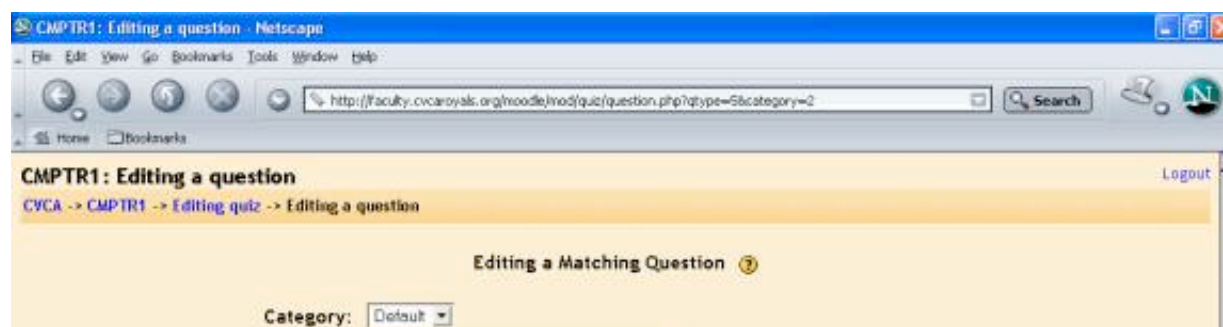 CMPTR1: Editing a question - Netscape
File Edit View Go Bookmarks Tools Window Help
http://faculty.cvcaroyals.org/moodle/mod/quiz/question.php?qtype=5&category=2 Search N
Home Bookmarks
CMPTR1: Editing a question Logout
CVCA -> CMPTR1 -> Editing quiz -> Editing a question
Editing a Matching Question ?
Category: Default